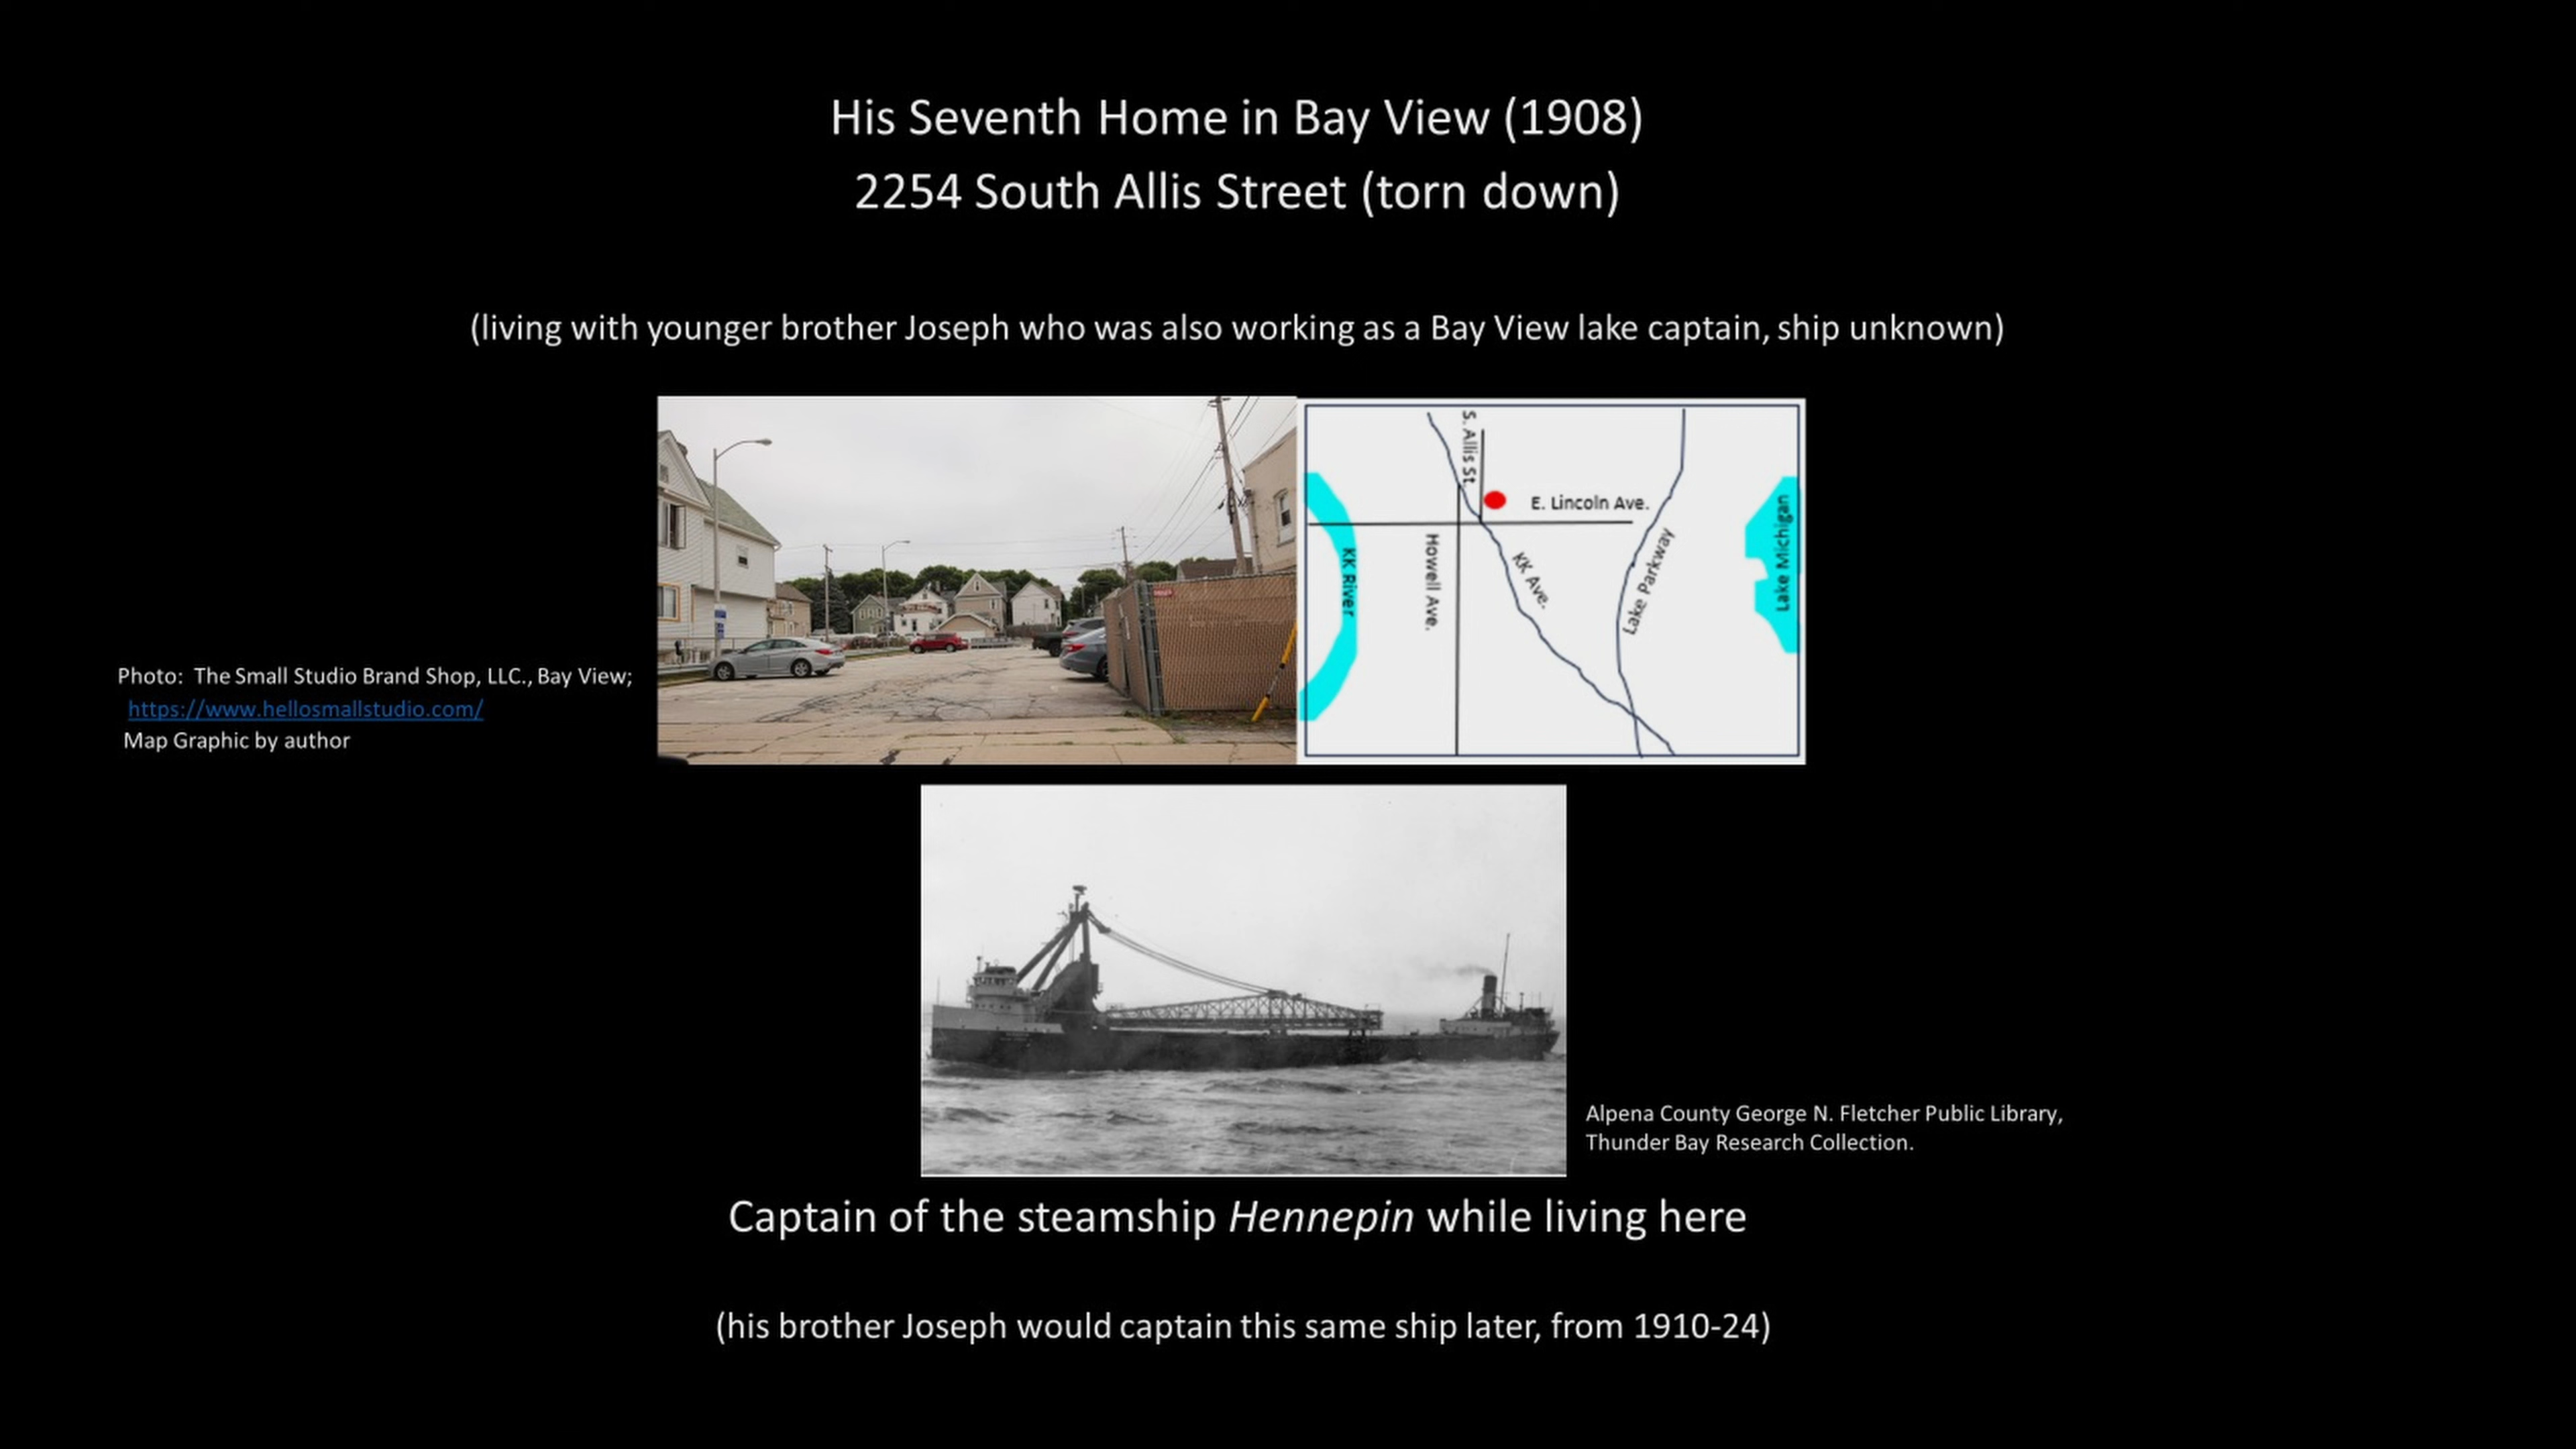 His Seventh Home in Bay View (1908)
2254 South Allis Street (torn down)
(living with younger brother Joseph who was also working as a Bay View lake captain, ship unknown)
S. Allis St.
E. Lincoln Ave.
KK River
Howell Ave.
KK Ave.
Lake Parkway
Lake Michigan
Photo: The Small Studio Brand Shop, LLC., Bay View;
https://www.hellosmallstudio.com/
Map Graphic by author
Alpena County George N. Fletcher Public Library,
Thunder Bay Research Collection.
Captain of the steamship Hennepin while living here
(his brother Joseph would captain this same ship later, from 1910-24)